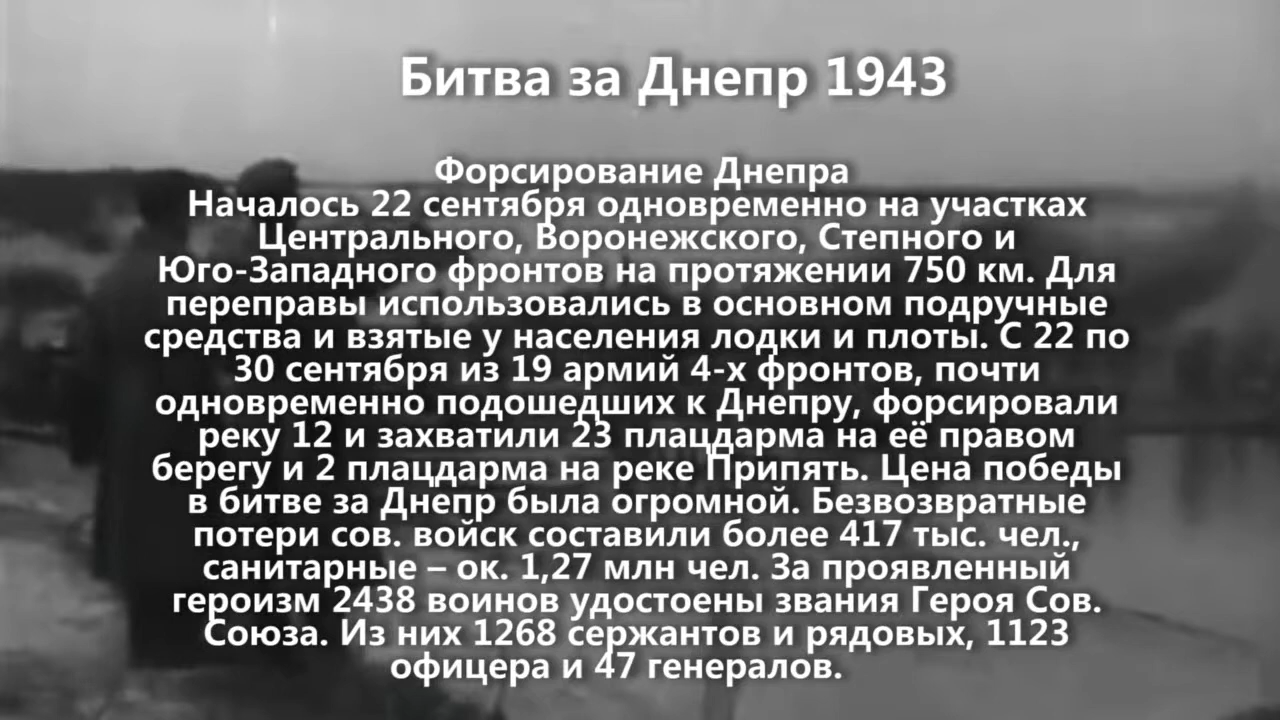 Битва за Днепр 1943
Форсирование Днепра
Началось 22 сентября одновременно на участках
Центрального, Воронежского, Степного и
Юго-Западного фронтов на протяжении 750 км. Для
переправы использовались в основном подручные
средства и взятые у населения лодки и плоты. С 22 по
30 сентября из 19 армий 4-х фронтов, почти
одновременно подошедших к Днепру, форсировали
реку 12 и захватили 23 плацдарма на её правом
берегу и 2 плацдарма на реке Припять. Цена победы
в битве за Днепр была огромной. Безвозвратные
потери сов. войск составили более 417 тыс. чел.,
санитарные – ок. 1,27 млн чел. За проявленный
героизм 2438 воинов удостоены звания Героя Сов.
Союза. Из них 1268 сержантов и рядовых, 1123
офицера и 47 генералов.